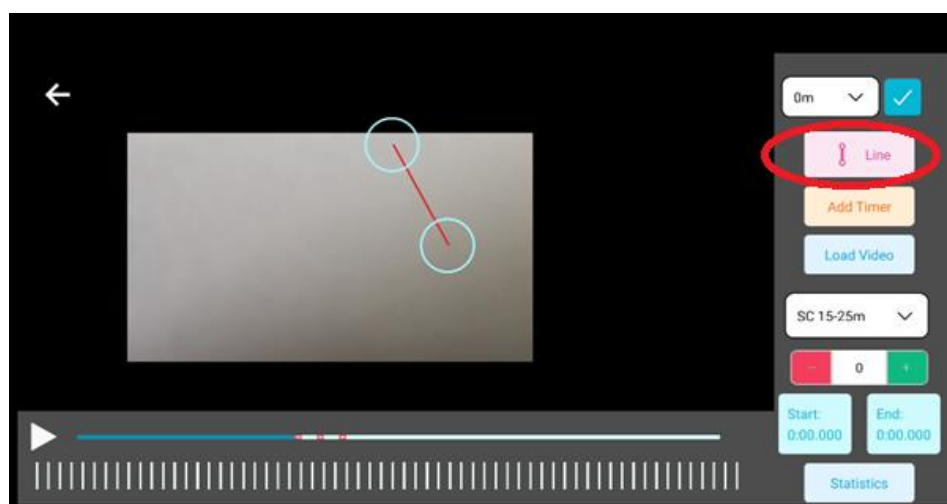 0m
Line
Add Timer
Load Video
SC 15-25m
- 0 +
Start:
0:00.000
End:
0:00.000
Statistics